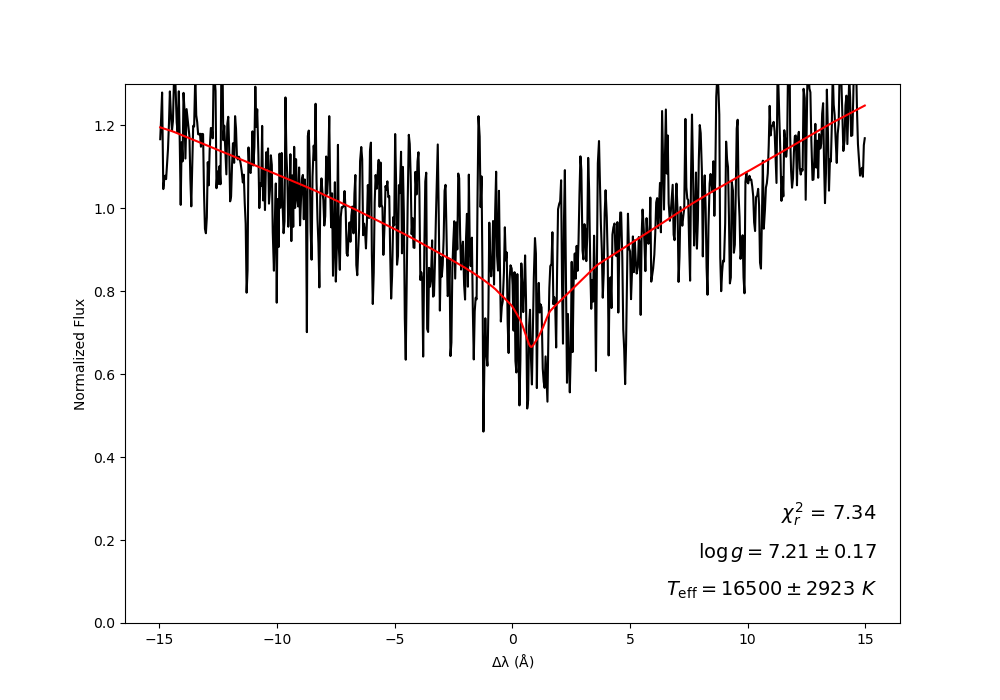 1.2
1.0
0.8
0.6
0.4
0.2
0.0
Normalized Flux
χ²ᵣ = 7.34
log g = 7.21 ± 0.17
T_eff = 16500 ± 2923 K
−15 −10 −5 0 5 10 15
Δλ (Å)